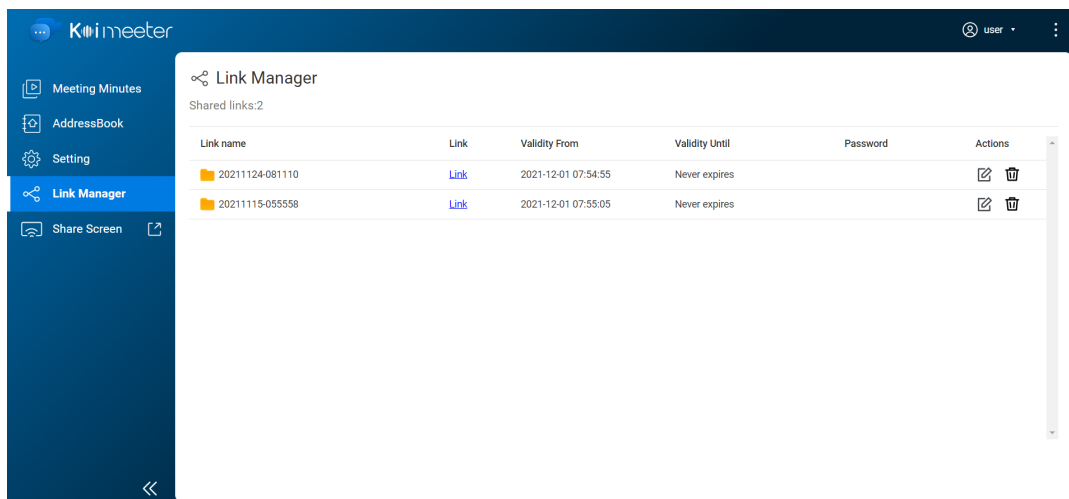 Koimeeter
user
Meeting Minutes
AddressBook
Setting
Link Manager
Share Screen
Link Manager
Shared links:2
Link name Link Validity From Validity Until Password Actions
20211124-081110 Link 2021-12-01 07:54:55 Never expires
20211115-055558 Link 2021-12-01 07:55:05 Never expires